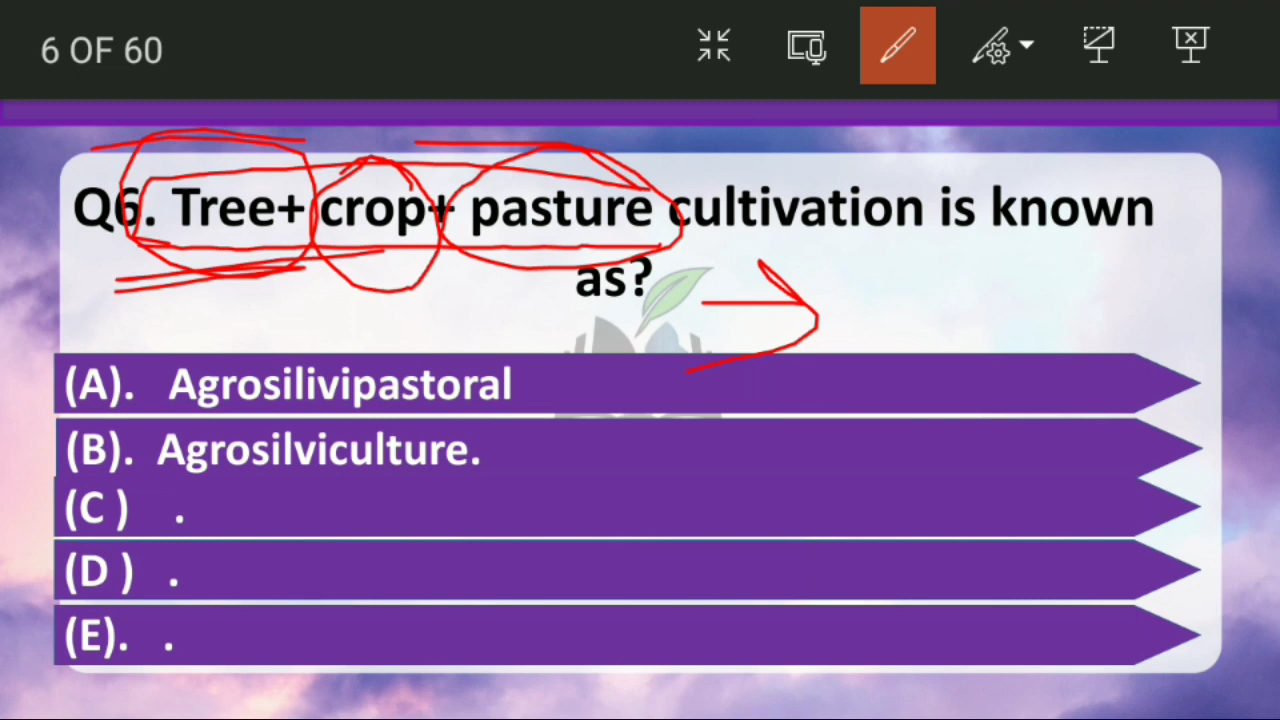 6 OF 60
Q6. Tree+ crop+ pasture cultivation is known
as?
(A). Agrosilivipastoral
(B). Agrosilviculture.
(C ) .
(D ) .
(E). .